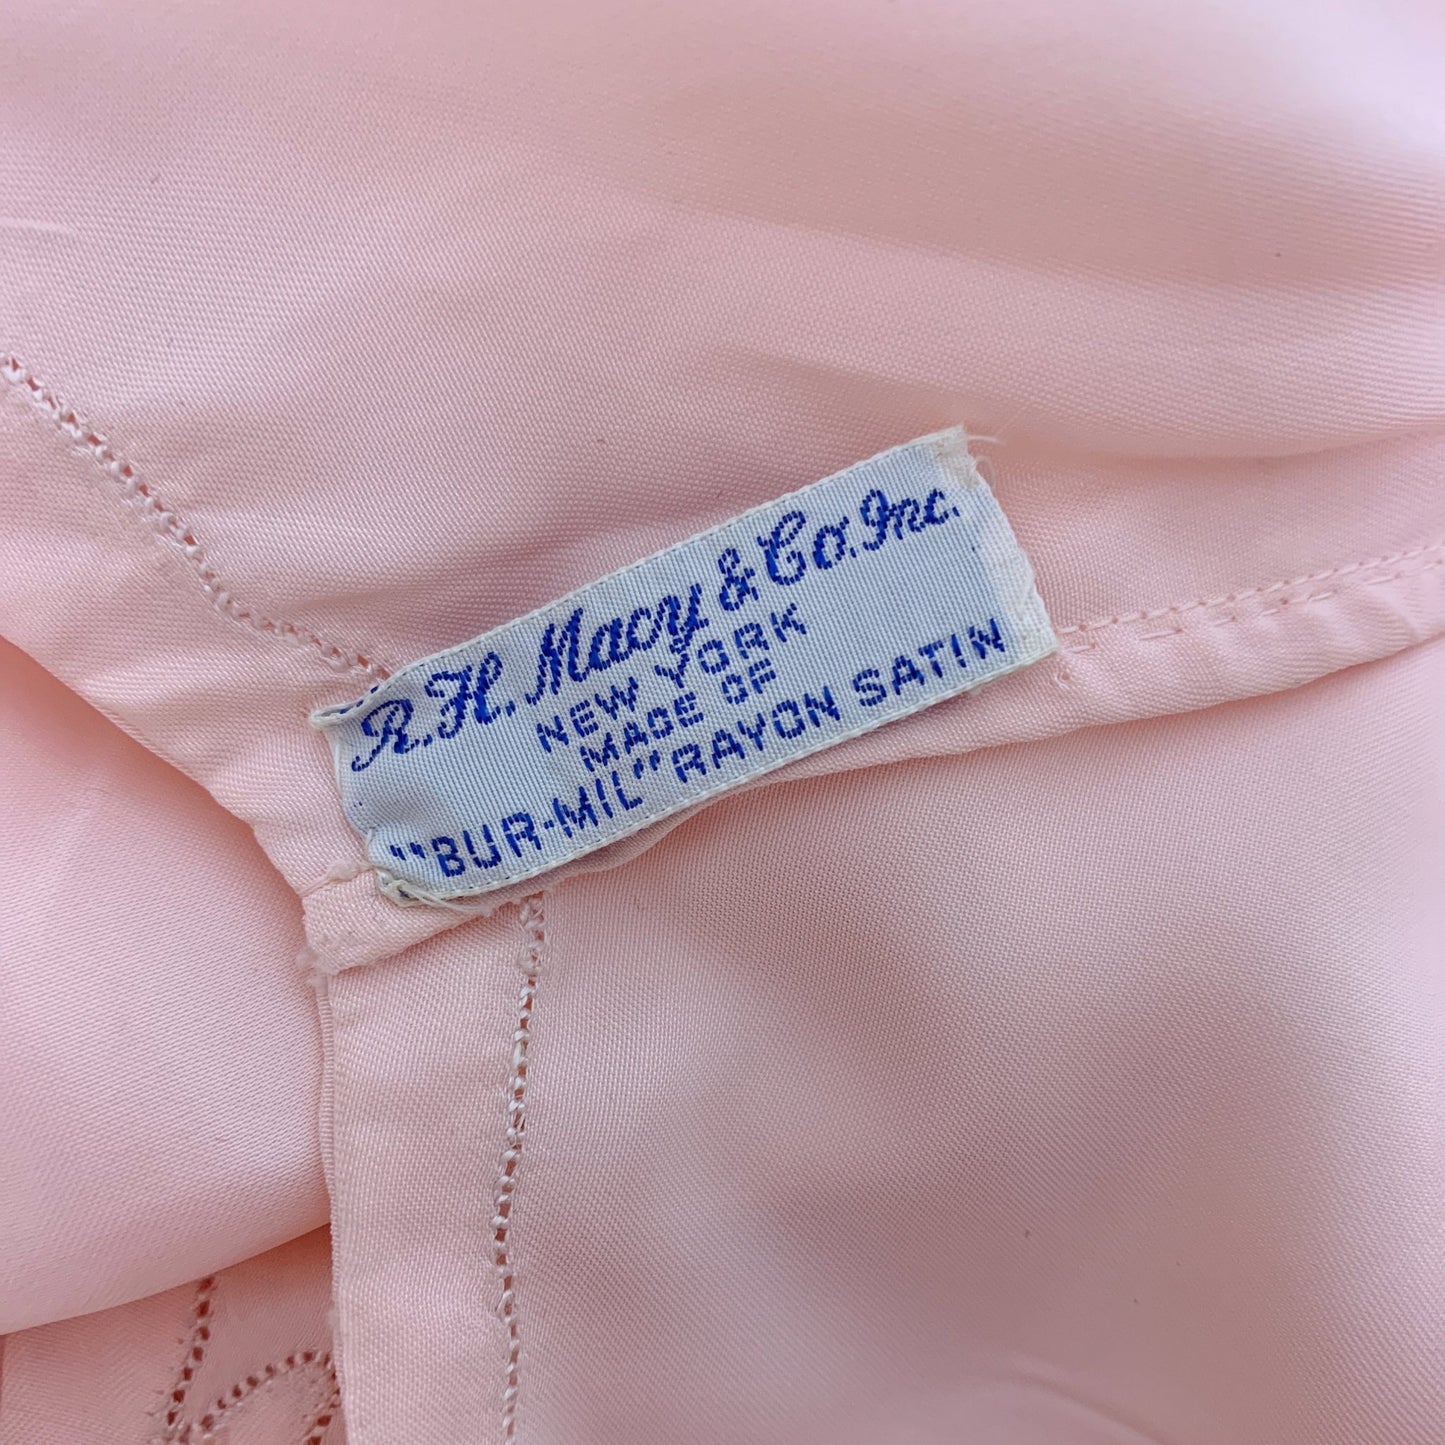 R. H. Macy & Co. Inc.
NEW YORK
MADE OF
"BUR-MIL" RAYON SATIN